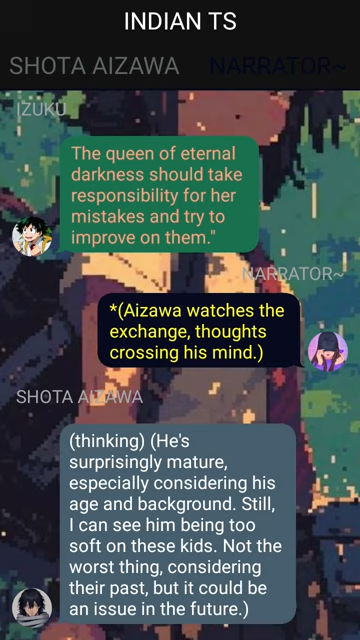 INDIAN TS
SHOTA AIZAWA NARRATOR~
IZUKU
The queen of eternal
darkness should take
responsibility for her
mistakes and try to
improve on them."
NARRATOR~
*(Aizawa watches the
exchange, thoughts
crossing his mind.)
SHOTA AIZAWA
(thinking) (He's
surprisingly mature,
especially considering his
age and background. Still,
I can see him being too
soft on these kids. Not the
worst thing, considering
their past, but it could be
an issue in the future.)